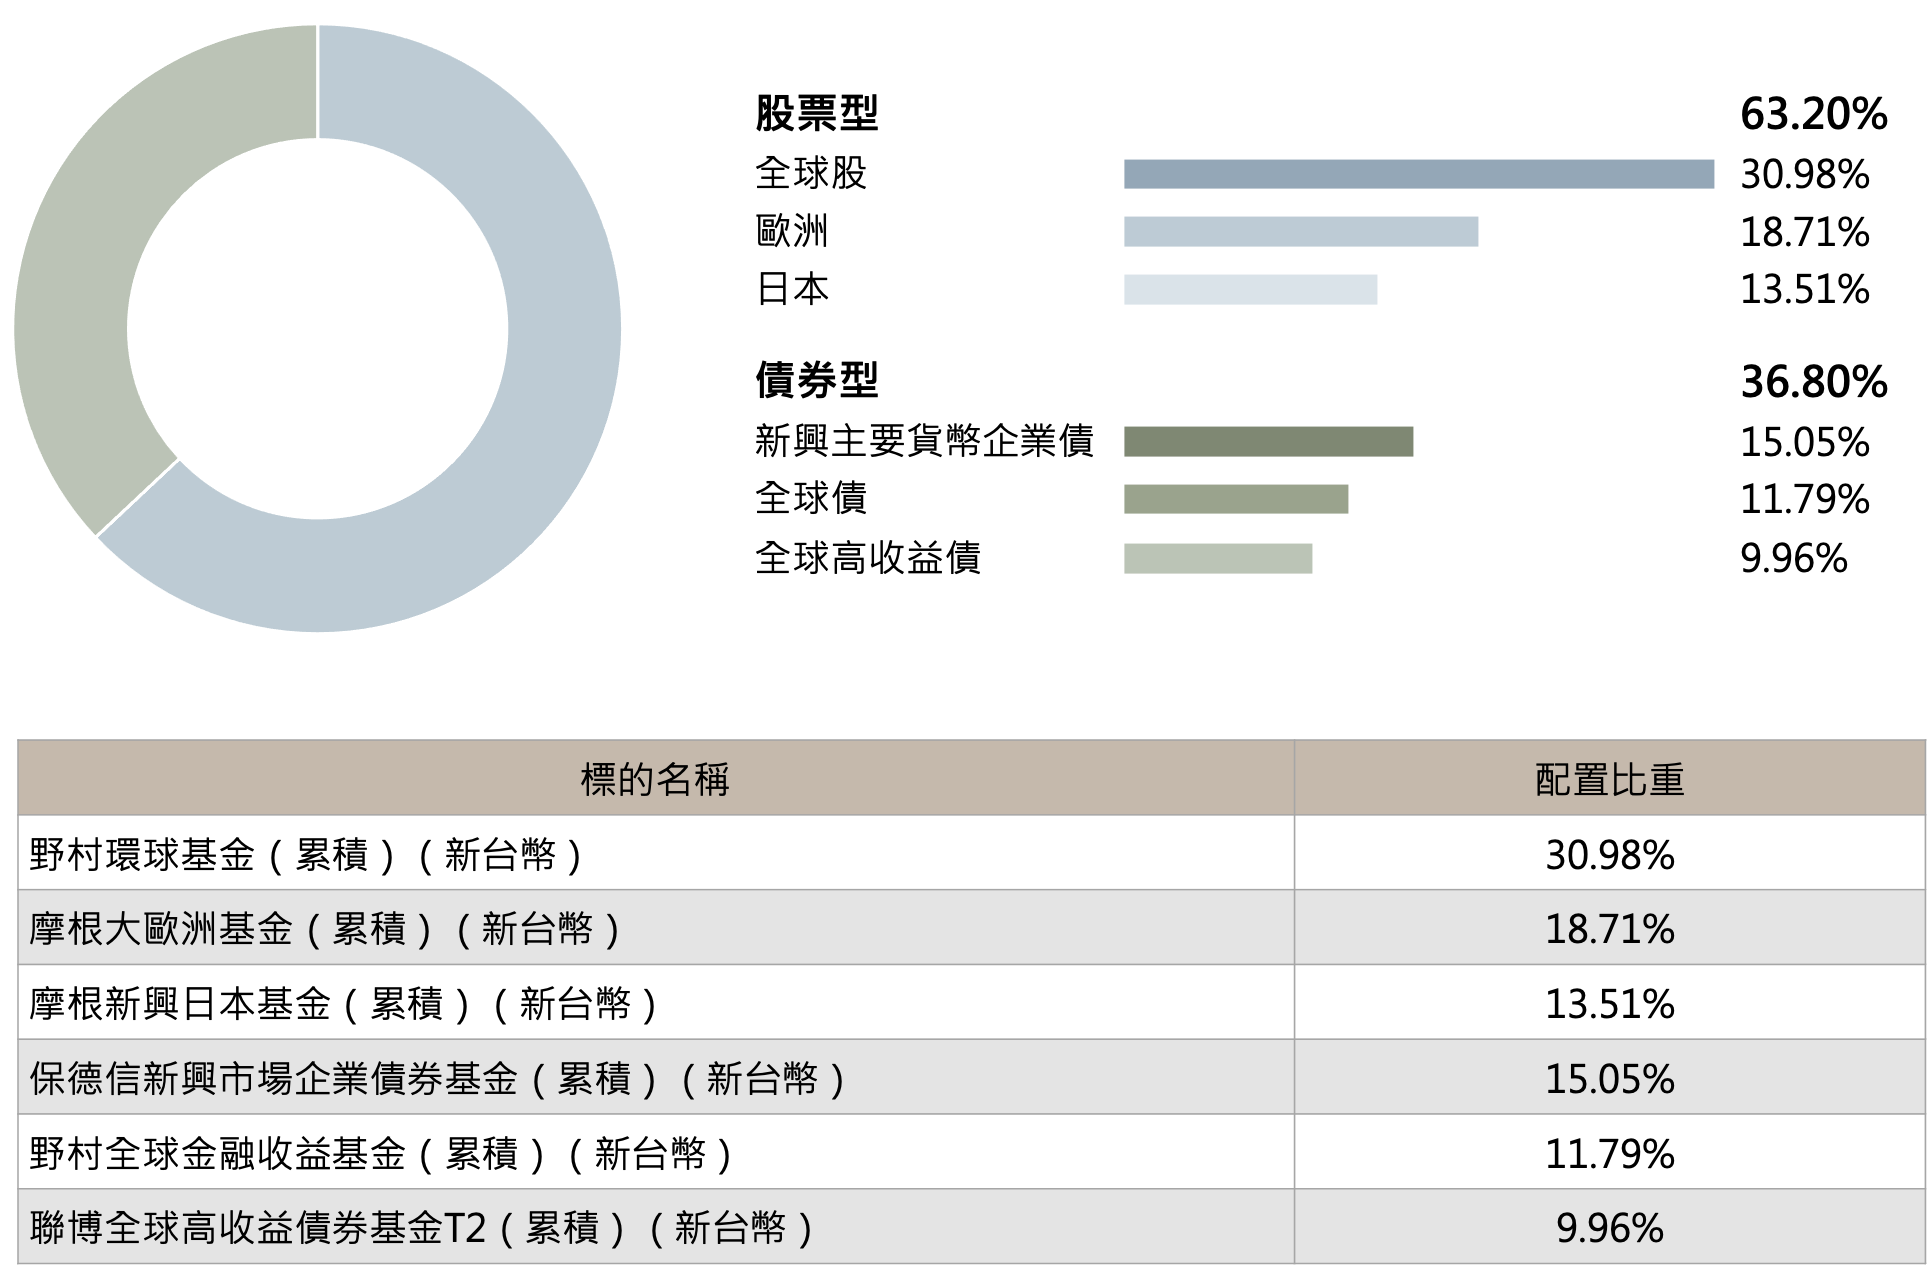 股票型 63.20%
全球股 30.98%
歐洲 18.71%
日本 13.51%
債券型 36.80%
新興主要貨幣企業債 15.05%
全球債 11.79%
全球高收益債 9.96%
標的名稱 配置比重
野村環球基金（累積）（新台幣） 30.98%
摩根大歐洲基金（累積）（新台幣） 18.71%
摩根新興日本基金（累積）（新台幣） 13.51%
保德信新興市場企業債券基金（累積）（新台幣） 15.05%
野村全球金融收益基金（累積）（新台幣） 11.79%
聯博全球高收益債券基金T2（累積）（新台幣） 9.96%